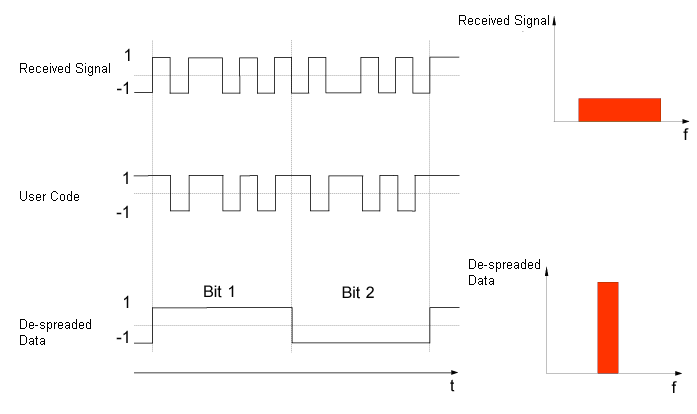 Received Signal
1
-1
Received Signal
f
User Code
1
-1
De-spreaded
Data
1
-1
Bit 1
Bit 2
t
De-spreaded
Data
f